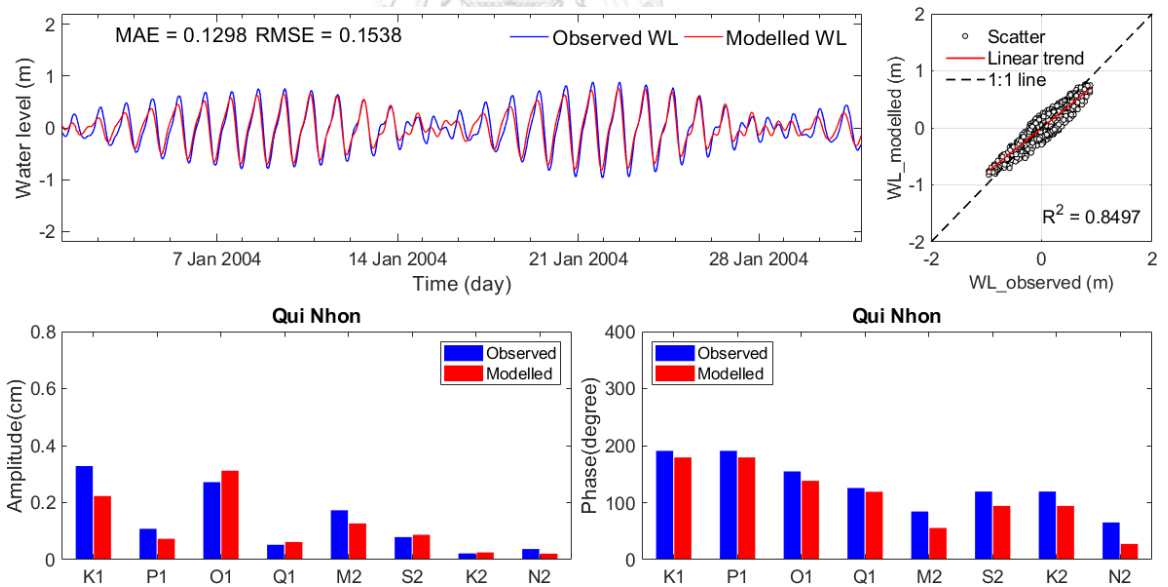 MAE = 0.1298 RMSE = 0.1538
Observed WL
Modelled WL
Water level (m)
2
1
0
-1
-2
7 Jan 2004
14 Jan 2004
21 Jan 2004
28 Jan 2004
Time (day)
Scatter
Linear trend
1:1 line
WL_modelled (m)
2
1
0
-1
-2
R² = 0.8497
-2
0
2
WL_observed (m)
Qui Nhon
Observed
Modelled
Amplitude(cm)
0.8
0.6
0.4
0.2
0
K1
P1
O1
Q1
M2
S2
K2
N2
Qui Nhon
Observed
Modelled
Phase(degree)
400
300
200
100
0
K1
P1
O1
Q1
M2
S2
K2
N2